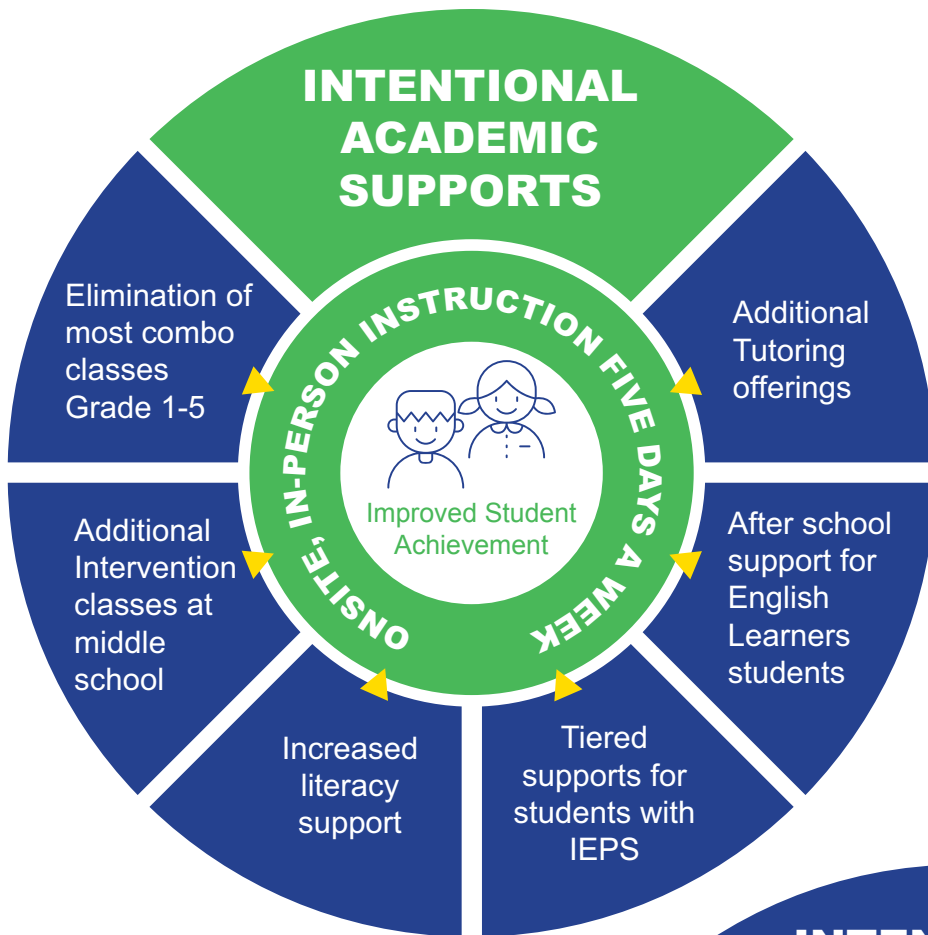 INTENTIONAL
ACADEMIC
SUPPORTS
Elimination of
most combo
classes
Grade 1-5
Additional
Tutoring
offerings
ONSITE, IN-PERSON INSTRUCTION FIVE DAYS A WEEK
Improved Student
Achievement
Additional
Intervention
classes at
middle
school
After school
support for
English
Learners
students
Increased
literacy
support
Tiered
supports for
students with
IEPS